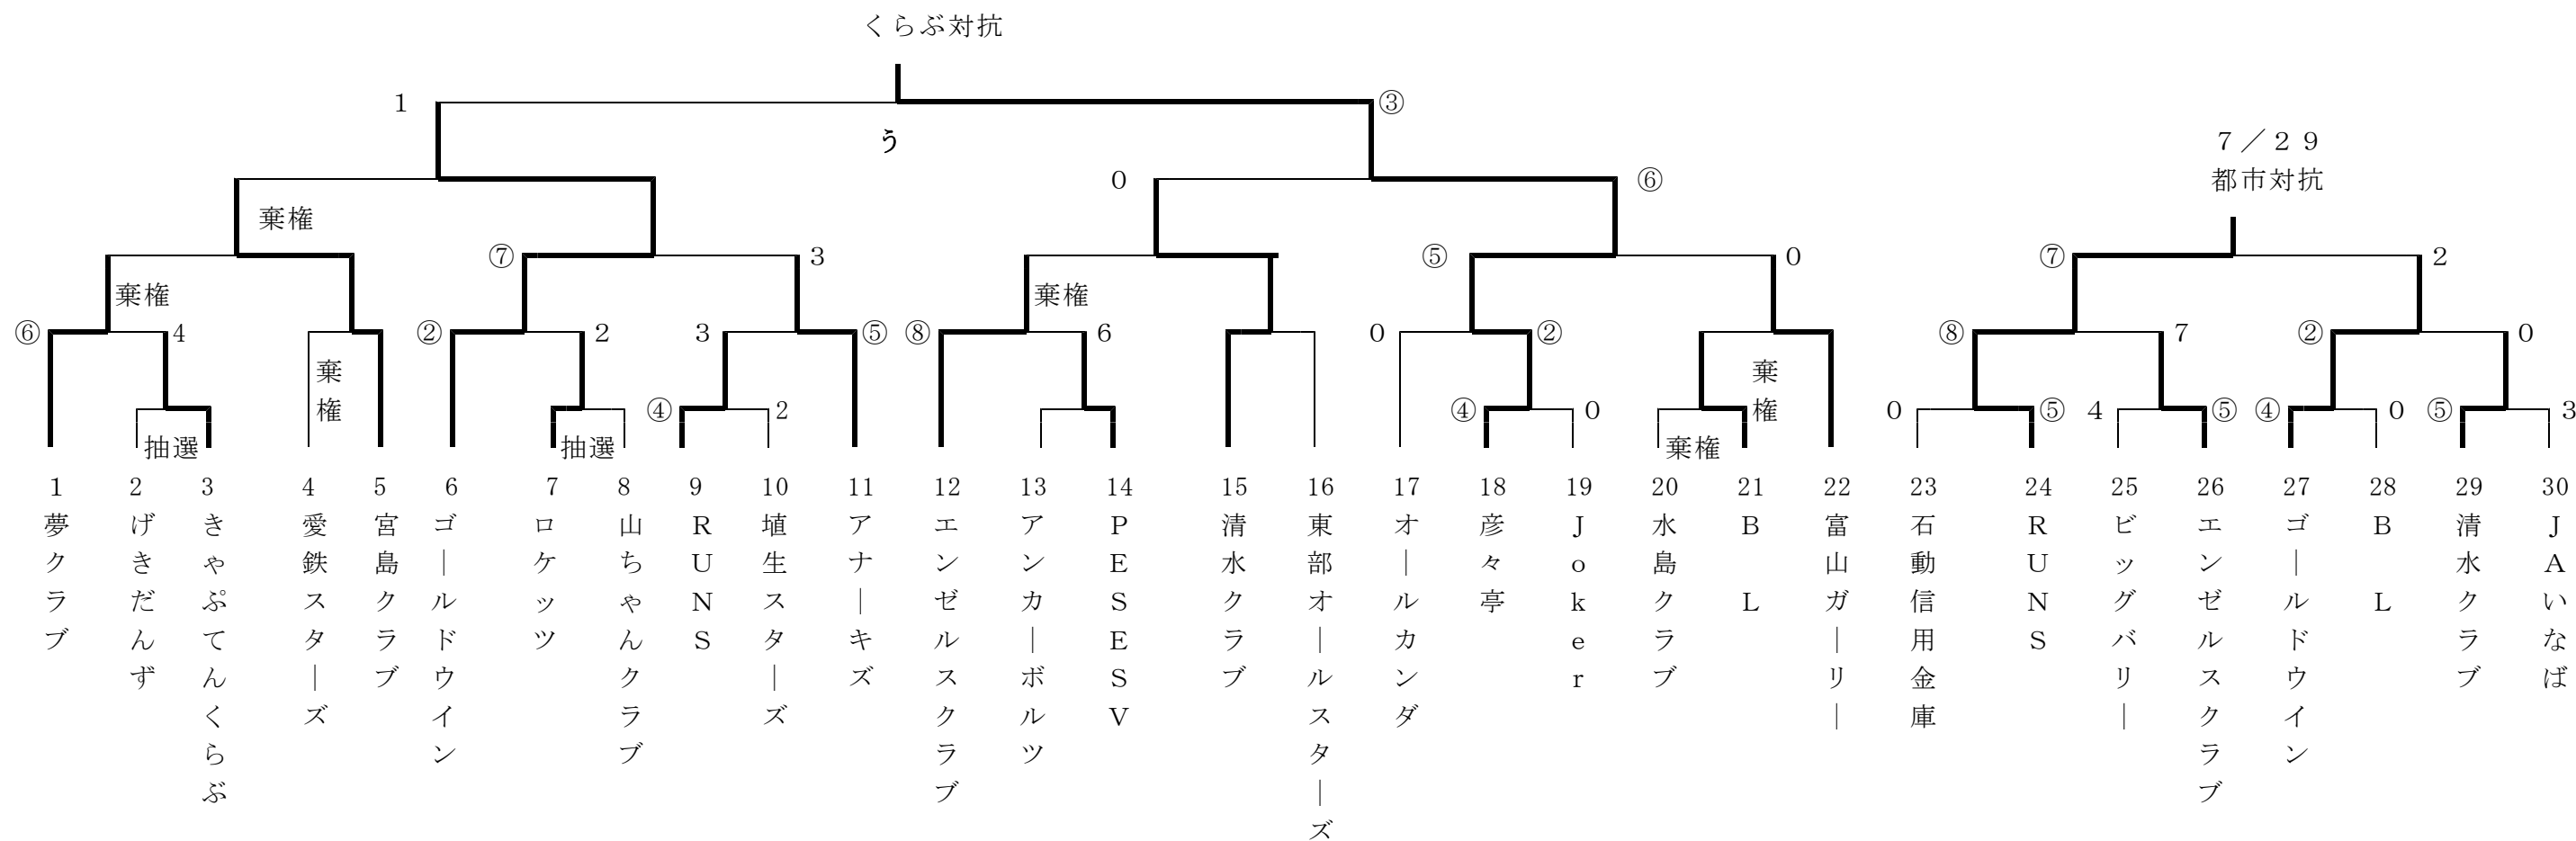 くらぶ対抗
1
③
う
7／29
都市対抗
0
⑥
棄権
⑦
3
⑤
0
⑦
2
棄権
棄権
⑥
4
②
2
3
⑤
⑧
6
0
②
⑧
7
②
0
棄権
棄権
④
2
④
0
0
⑤
4
⑤
④
0
⑤
3
抽選
抽選
棄権
1
2
3
4
5
6
7
8
9
10
11
12
13
14
15
16
17
18
19
20
21
22
23
24
25
26
27
28
29
30
夢クラブ
げきだんず
きゃぷてんくらぶ
愛鉄スターズ
宮島クラブ
ゴールドウイン
ロケッツ
山ちゃんクラブ
RUNS
埴生スターズ
アナーキズ
エンゼルスクラブ
アンカーボルツ
PESESV
清水クラブ
東部オールスターズ
オールカンダ
彦々亭
Joker
水島クラブ
BL
富山ガーリー
石動信用金庫
RUNS
ビッグバリー
エンゼルスクラブ
ゴールドウイン
BL
清水クラブ
JAいなば